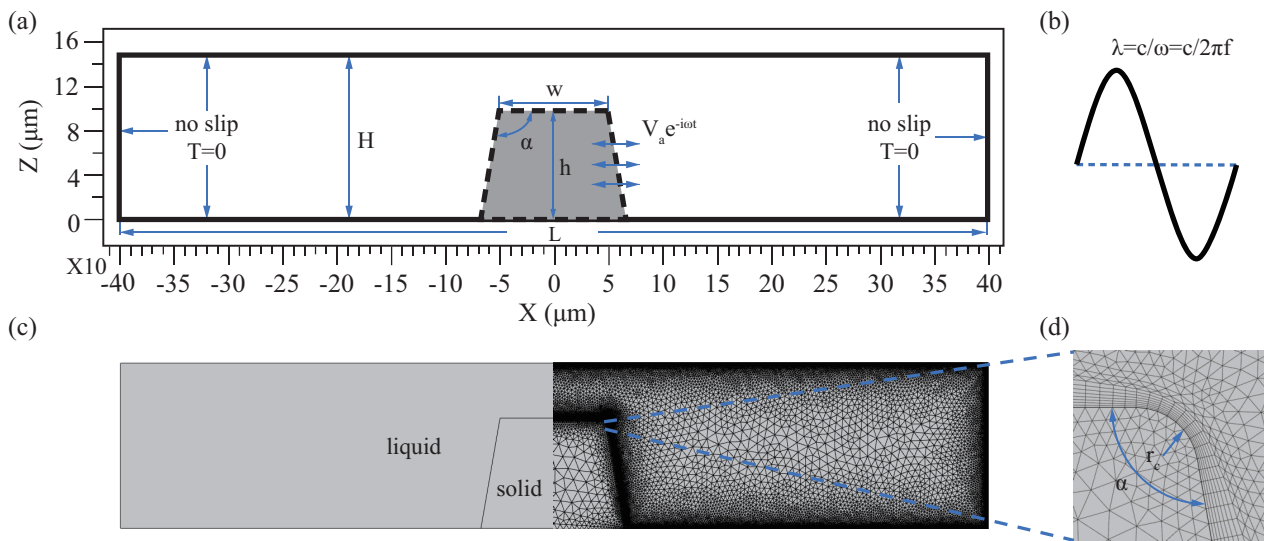 (a)
16
12
8
4
0
Z (μm)
no slip
T=0
H
w
α
h
V_a e^{-iωt}
no slip
T=0
L
X10
-40 -35 -30 -25 -20 -15 -10 -5 0 5 10 15 20 25 30 35 40
X (μm)
(b)
λ=c/ω=c/2πf
(c)
liquid
solid
(d)
r_c
α